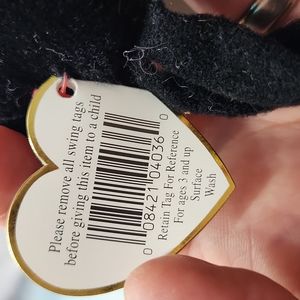 Please remove all swing tags
before giving this item to a child
0 08421 04036 0
Retain Tag For Reference
For ages 3 and up
Surface
Wash